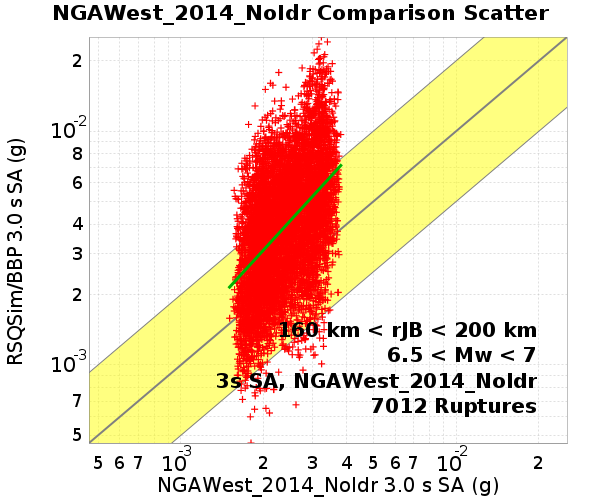 NGAWest_2014_NoIdr Comparison Scatter
RSQSim/BBP 3.0 s SA (g)
2
10-2
8
6
4
3
2
10-3
7
5
160 km < rJB < 200 km
6.5 < Mw < 7
3s SA, NGAWest_2014_NoIdr
7012 Ruptures
5 6 7 10-3 2 3 4 5 6 7 10-2 2
NGAWest_2014_NoIdr 3.0 s SA (g)